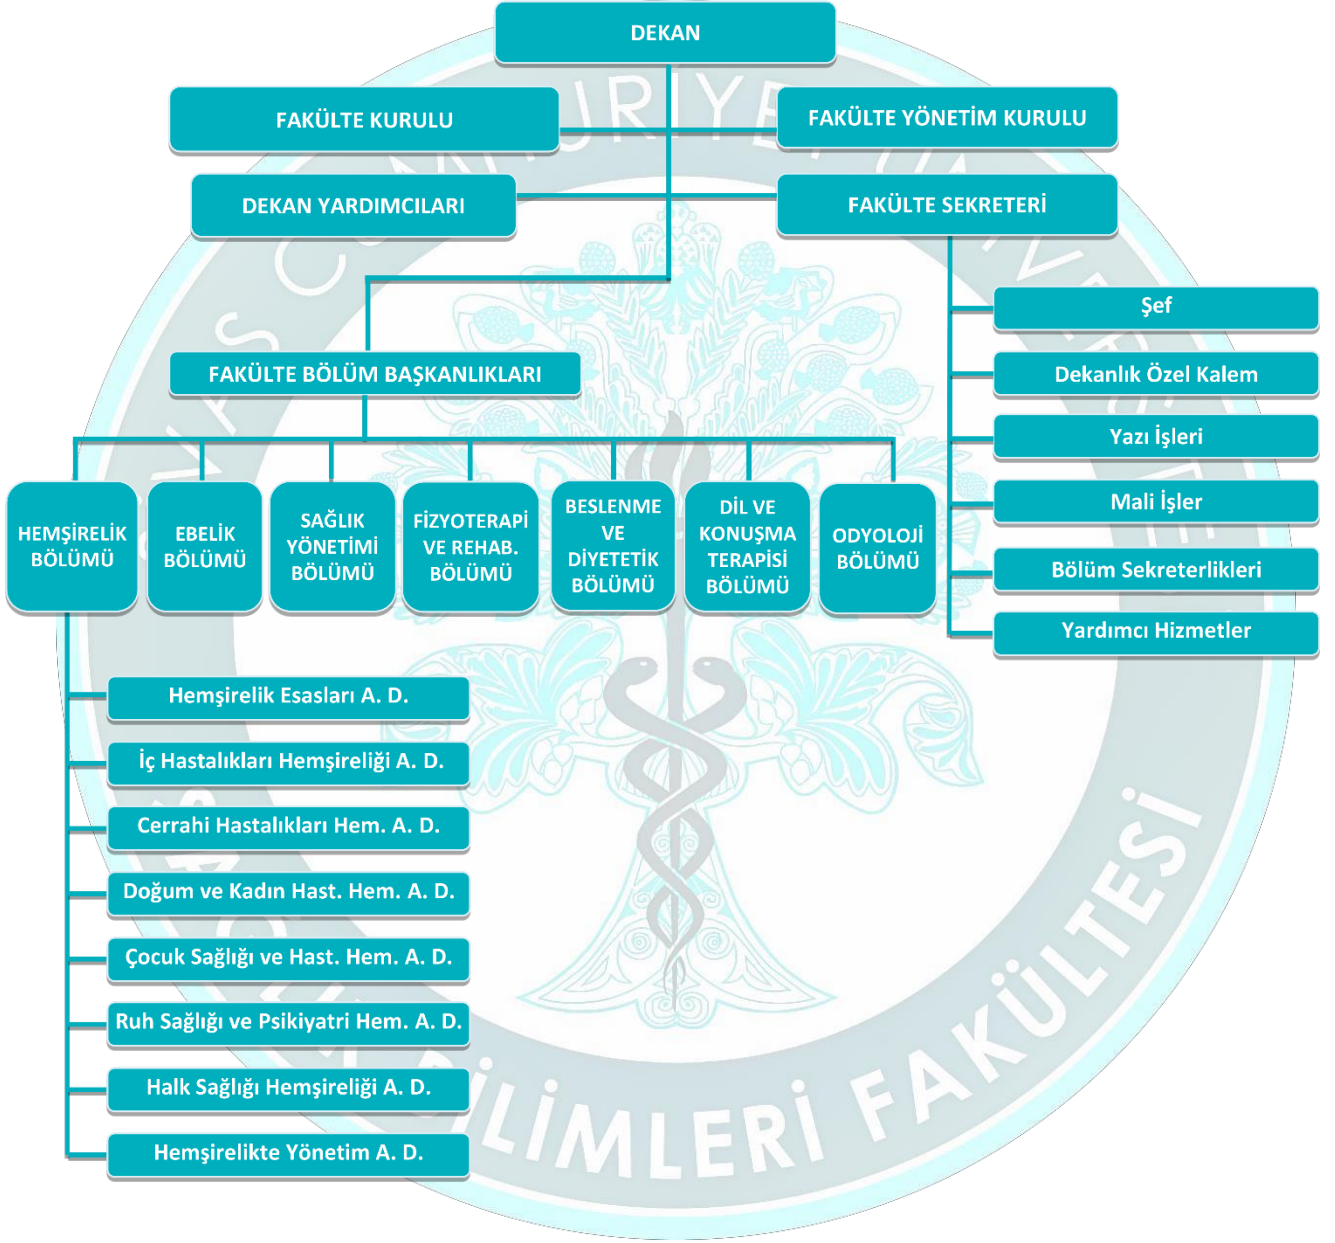 DEKAN
FAKÜLTE KURULU
FAKÜLTE YÖNETİM KURULU
DEKAN YARDIMCILARI
FAKÜLTE SEKRETERİ
Şef
Dekanlık Özel Kalem
Yazı İşleri
Mali İşler
Bölüm Sekreterlikleri
Yardımcı Hizmetler
FAKÜLTE BÖLÜM BAŞKANLIKLARI
HEMŞİRELİK
BÖLÜMÜ
EBELİK
BÖLÜMÜ
SAĞLIK
YÖNETİMİ
BÖLÜMÜ
FİZYOTERAPİ
VE REHAB.
BÖLÜMÜ
BESLENME
VE
DİYETETİK
BÖLÜMÜ
DİL VE
KONUŞMA
TERAPİSİ
BÖLÜMÜ
ODYOLOJİ
BÖLÜMÜ
Hemşirelik Esasları A. D.
İç Hastalıkları Hemşireliği A. D.
Cerrahi Hastalıkları Hem. A. D.
Doğum ve Kadın Hast. Hem. A. D.
Çocuk Sağlığı ve Hast. Hem. A. D.
Ruh Sağlığı ve Psikiyatri Hem. A. D.
Halk Sağlığı Hemşireliği A. D.
Hemşirelikte Yönetim A. D.
BİLİMLERİ FAKÜLTESİ